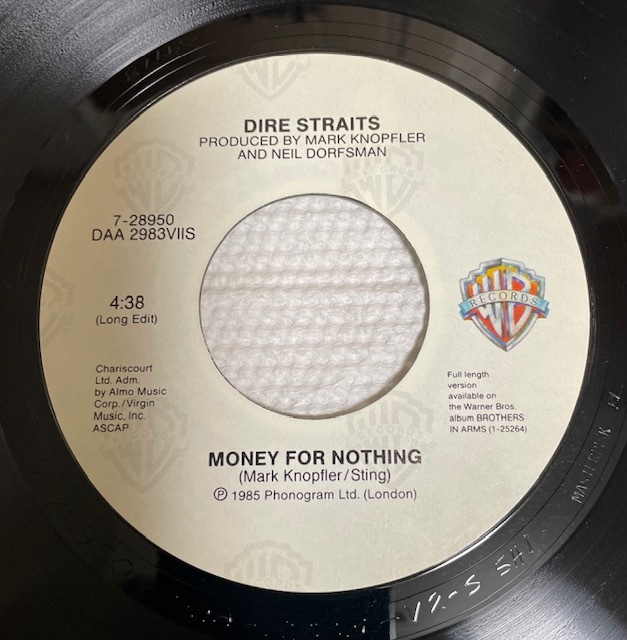 DIRE STRAITS
PRODUCED BY MARK KNOPFLER
AND NEIL DORFSMAN
7-28950
DAA 2983VIIS
4:38
(Long Edit)
RECORDS
Chariscourt
Ltd. Adm.
by Almo Music
Corp./Virgin
Music, Inc.
ASCAP
Full length
version
available on
the Warner Bros.
album BROTHERS
IN ARMS (1-25264)
MONEY FOR NOTHING
(Mark Knopfler/Sting)
℗ 1985 Phonogram Ltd. (London)